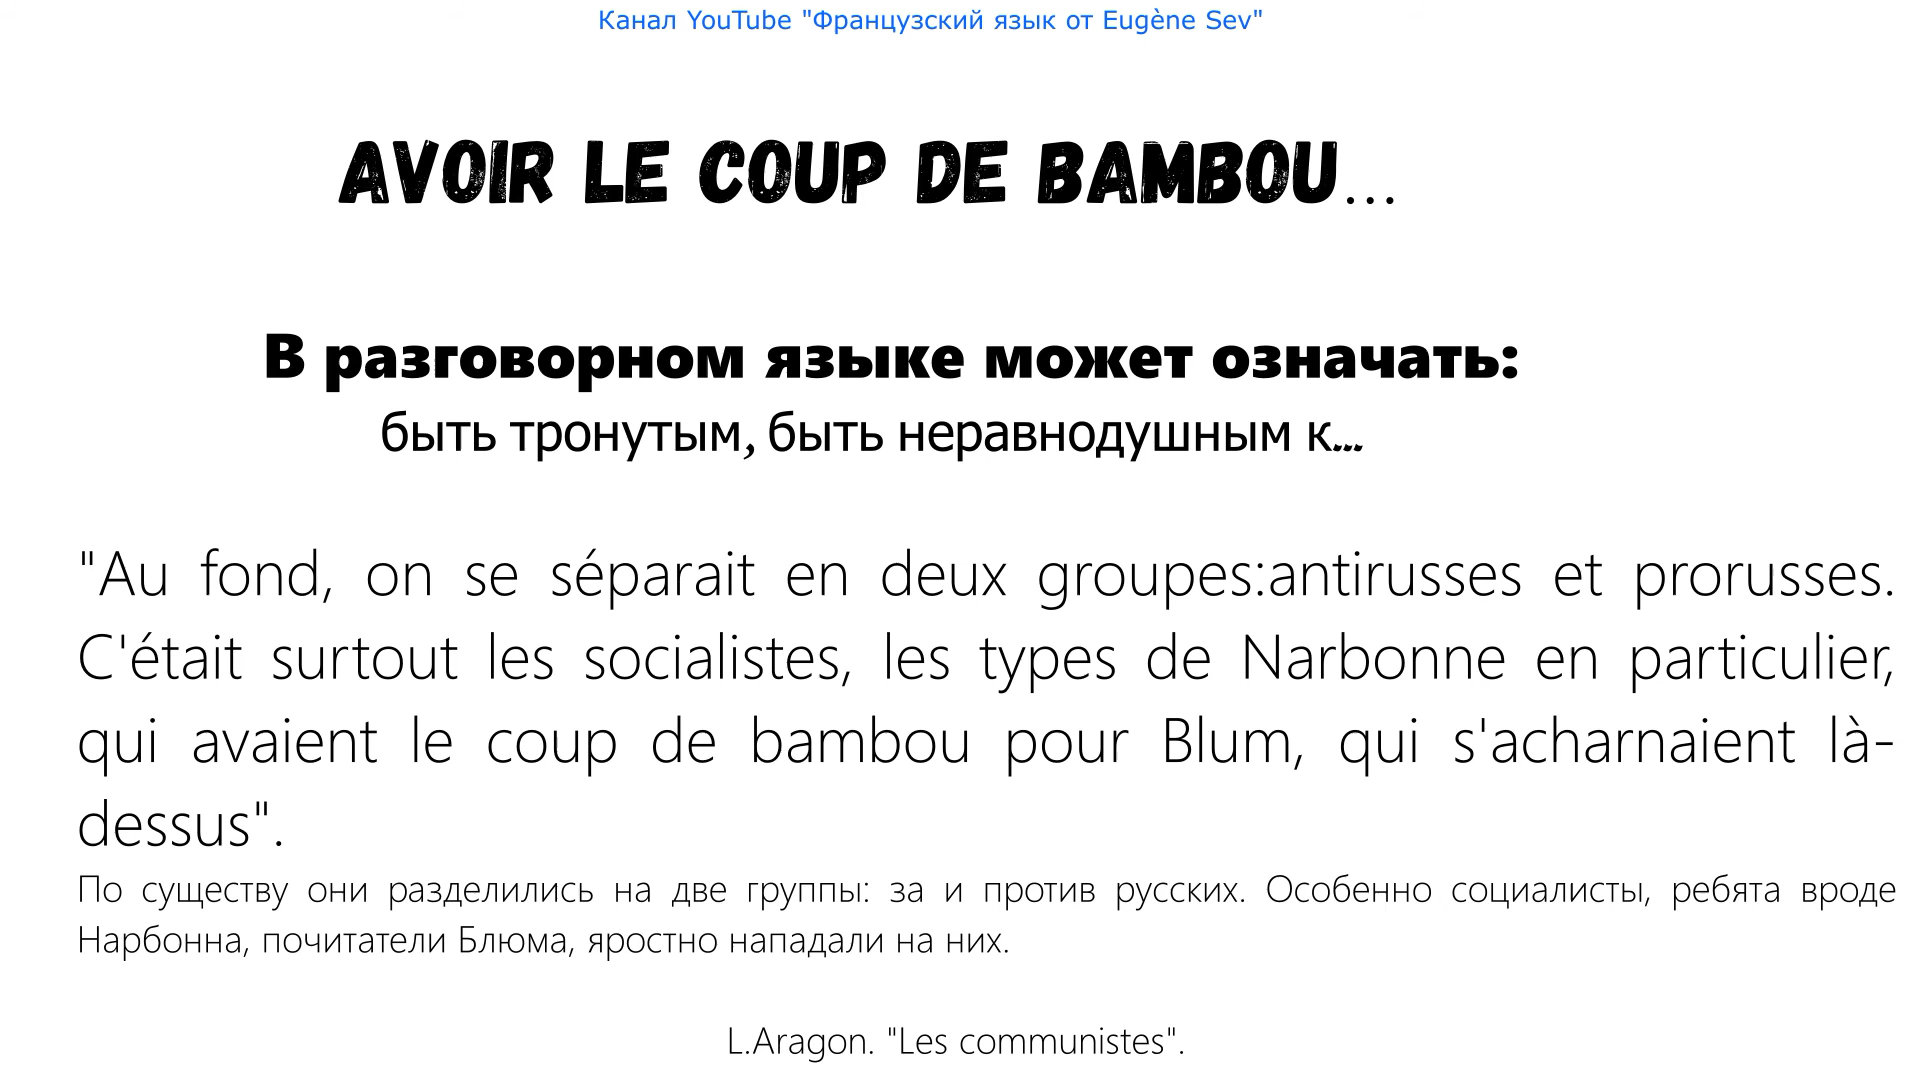 Канал YouTube "Французский язык от Eugène Sev"
AVOIR LE COUP DE BAMBOU...
В разговорном языке может означать:
быть тронутым, быть неравнодушным к...
"Au fond, on se séparait en deux groupes:antirusses et prorusses.
C'était surtout les socialistes, les types de Narbonne en particulier,
qui avaient le coup de bambou pour Blum, qui s'acharnaient là-
dessus".
По существу они разделились на две группы: за и против русских. Особенно социалисты, ребята вроде
Нарбонна, почитатели Блюма, яростно нападали на них.
L.Aragon. "Les communistes".